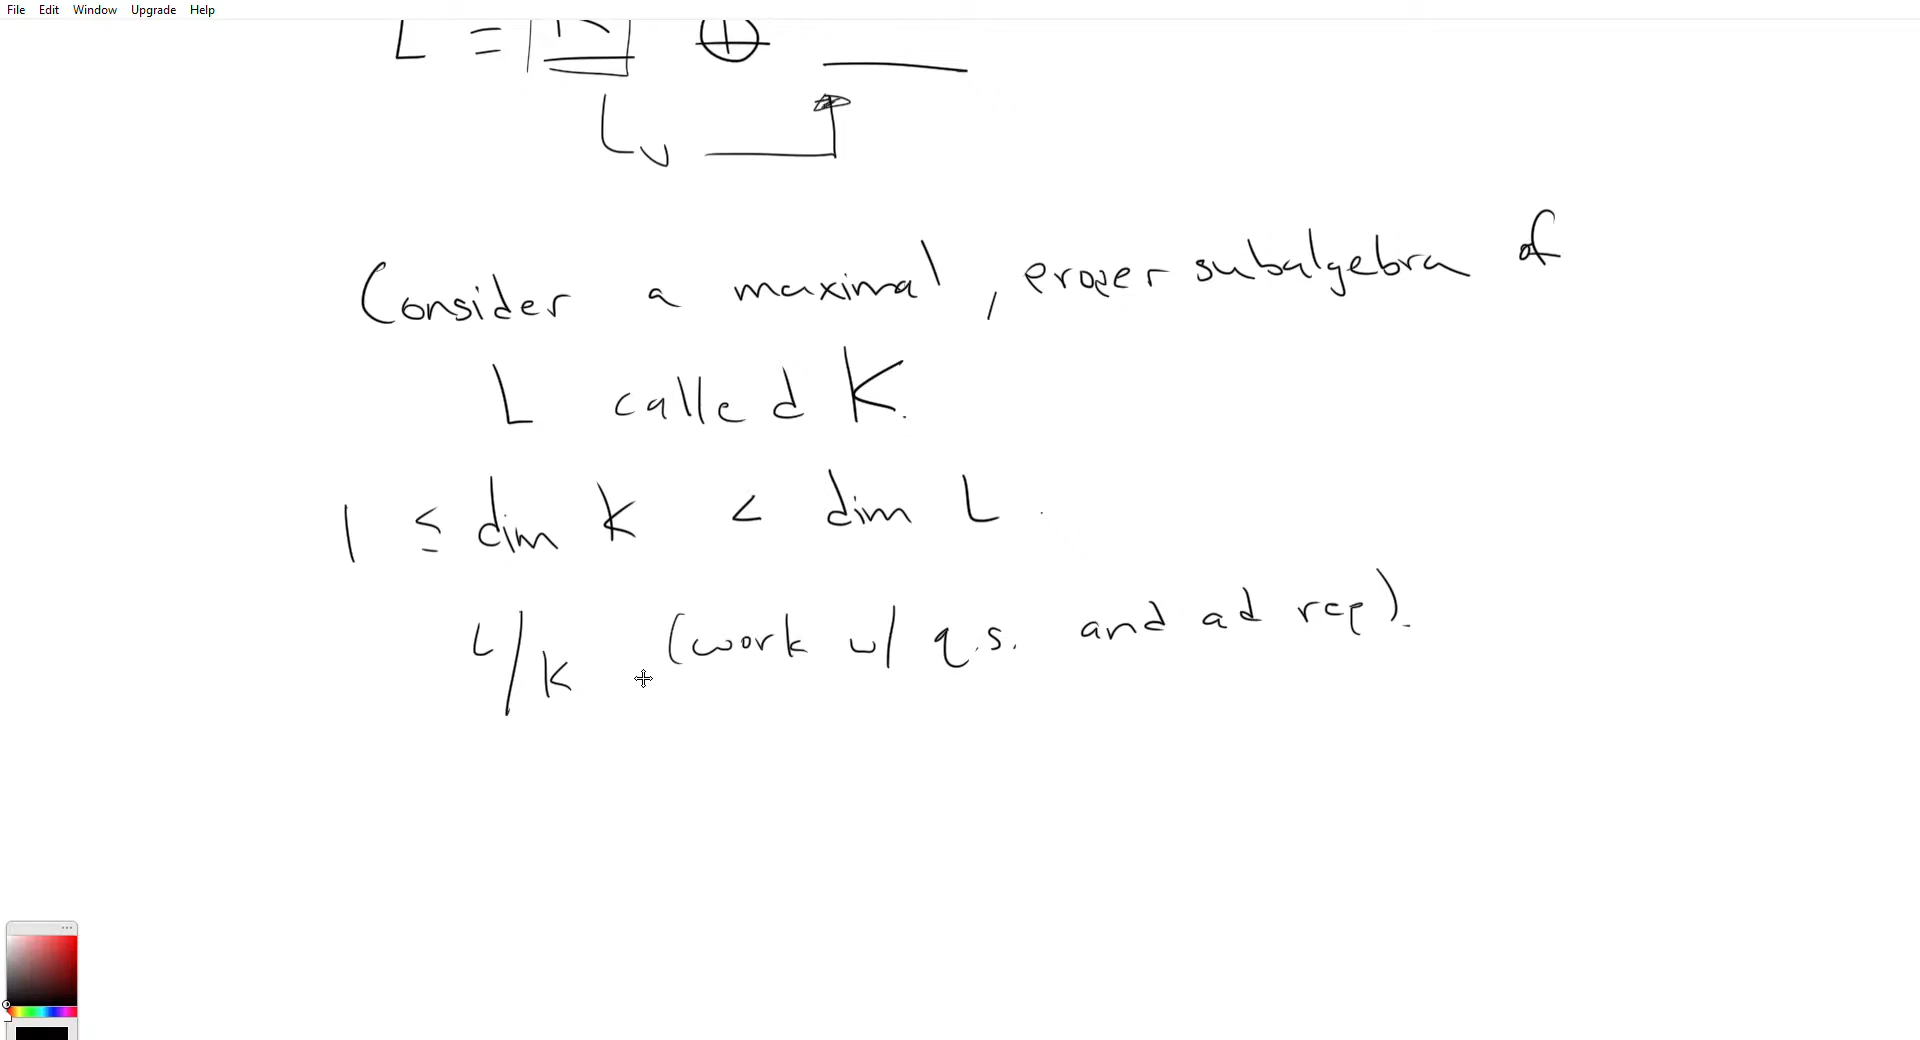 File Edit Window Upgrade Help
L = K ⊕
Consider a maximal, proper subalgebra of
L called K.
1 ≤ dim K < dim L.
L/K (work w/ q.s. and ad rep).